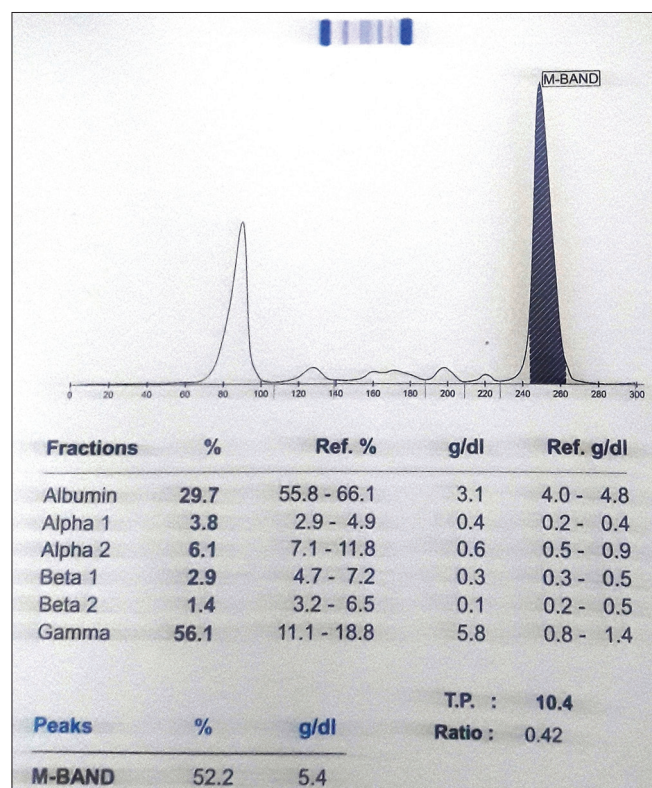 M-BAND
0 20 40 60 80 100 120 140 160 180 200 220 240 260 280 300
Fractions % Ref. % g/dl Ref. g/dl
Albumin 29.7 55.8 - 66.1 3.1 4.0 - 4.8
Alpha 1 3.8 2.9 - 4.9 0.4 0.2 - 0.4
Alpha 2 6.1 7.1 - 11.8 0.6 0.5 - 0.9
Beta 1 2.9 4.7 - 7.2 0.3 0.3 - 0.5
Beta 2 1.4 3.2 - 6.5 0.1 0.2 - 0.5
Gamma 56.1 11.1 - 18.8 5.8 0.8 - 1.4
T.P. : 10.4
Peaks % g/dl
Ratio : 0.42
M-BAND 52.2 5.4